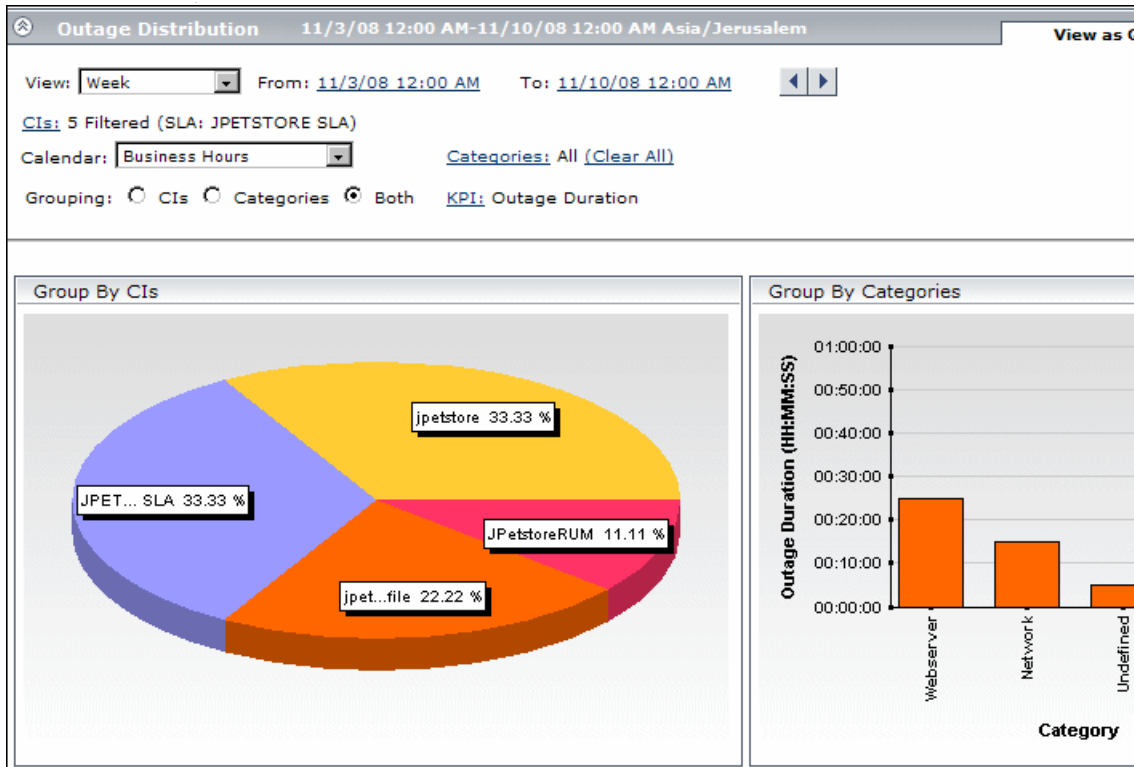 Outage Distribution 11/3/08 12:00 AM-11/10/08 12:00 AM Asia/Jerusalem
View as
View: Week From: 11/3/08 12:00 AM To: 11/10/08 12:00 AM
CIs: 5 Filtered (SLA: JPETSTORE SLA)
Calendar: Business Hours Categories: All (Clear All)
Grouping: CIs Categories Both KPI: Outage Duration
Group By CIs
jpetstore 33.33 %
JPET... SLA 33.33 %
JPetstoreRUM 11.11 %
jpet...file 22.22 %
Group By Categories
Outage Duration (HH:MM:SS)
01:00:00
00:50:00
00:40:00
00:30:00
00:20:00
00:10:00
00:00:00
Webserver
Network
Undefined
Category